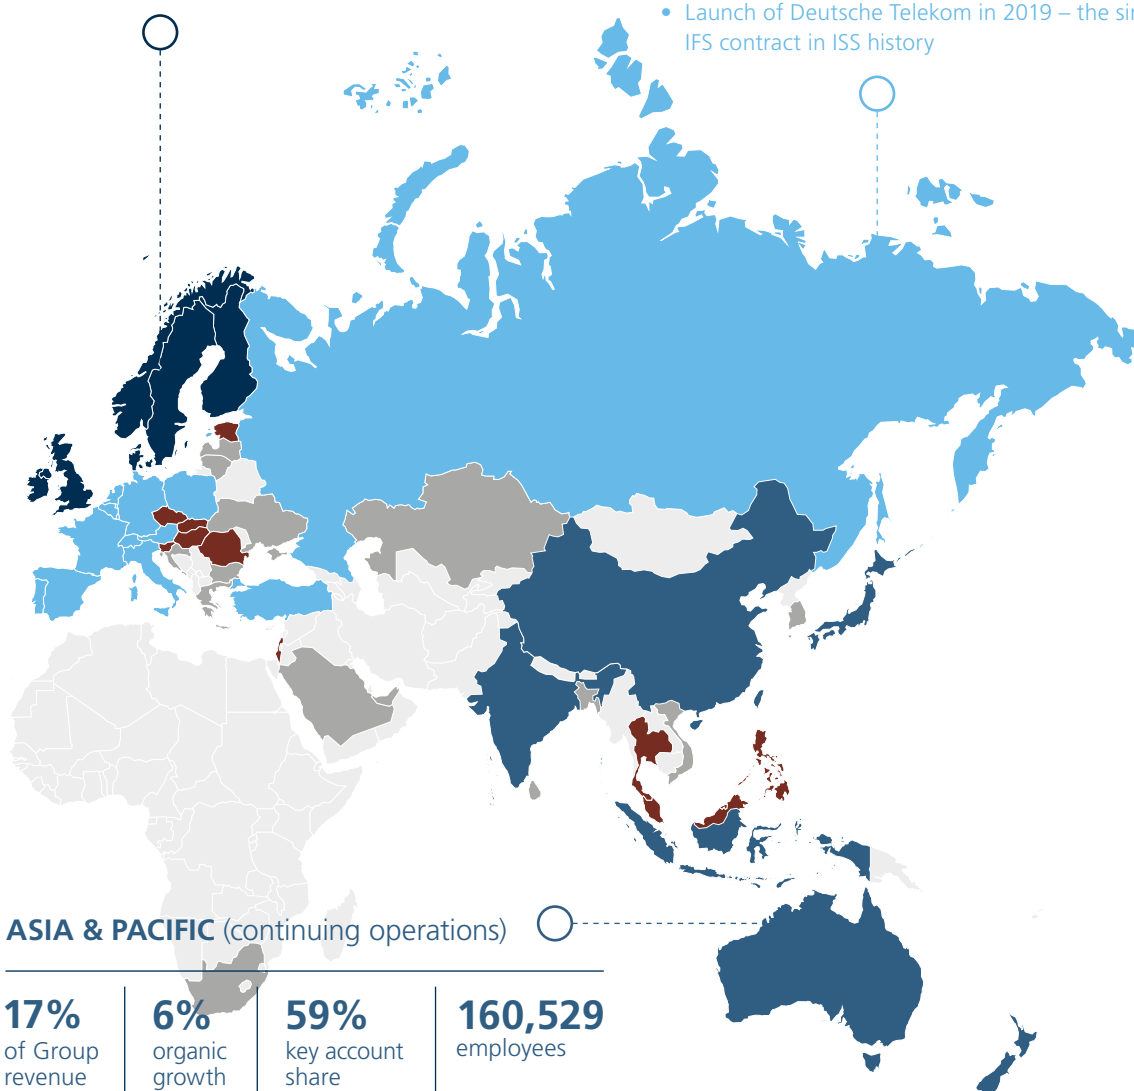 • Launch of Deutsche Telekom in 2019 – the
IFS contract in ISS history
ASIA & PACIFIC (continuing operations)
17%
of Group
revenue
6%
organic
growth
59%
key account
share
160,529
employees